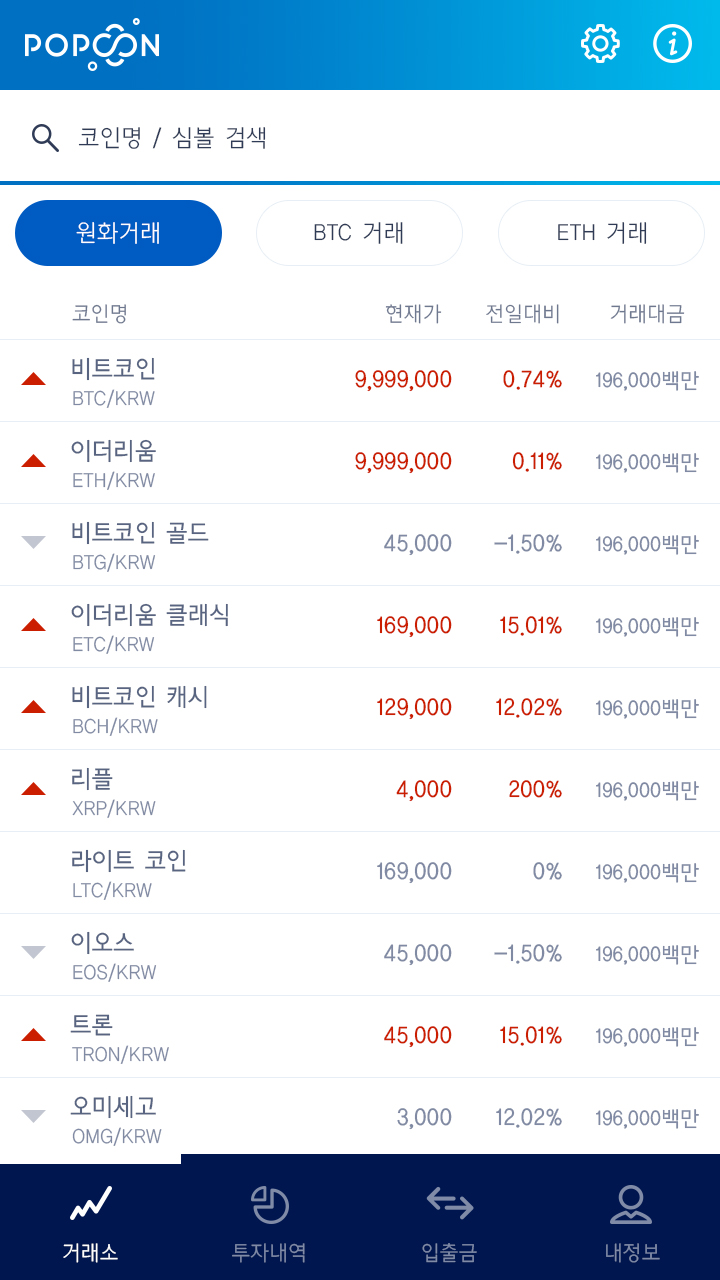 POPCOON
코인명 / 심볼 검색
원화거래 BTC 거래 ETH 거래
코인명 현재가 전일대비 거래대금
비트코인 9,999,000 0.74% 196,000백만
BTC/KRW
이더리움 9,999,000 0.11% 196,000백만
ETH/KRW
비트코인 골드 45,000 –1.50% 196,000백만
BTG/KRW
이더리움 클래식 169,000 15.01% 196,000백만
ETC/KRW
비트코인 캐시 129,000 12.02% 196,000백만
BCH/KRW
리플 4,000 200% 196,000백만
XRP/KRW
라이트 코인 169,000 0% 196,000백만
LTC/KRW
이오스 45,000 –1.50% 196,000백만
EOS/KRW
트론 45,000 15.01% 196,000백만
TRON/KRW
오미세고 3,000 12.02% 196,000백만
OMG/KRW
거래소 투자내역 입출금 내정보